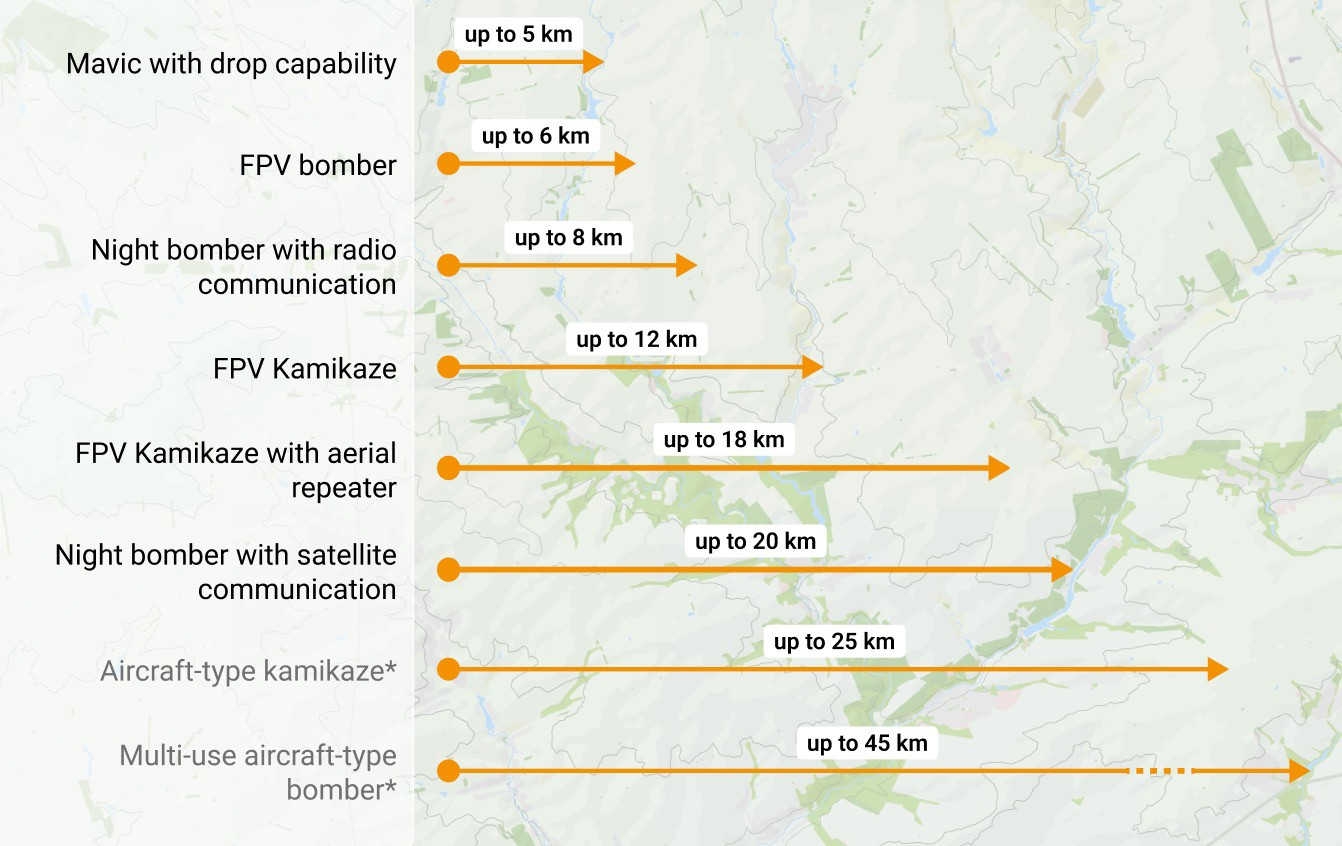 up to 5 km
Mavic with drop capability
up to 6 km
FPV bomber
up to 8 km
Night bomber with radio
communication
up to 12 km
FPV Kamikaze
up to 18 km
FPV Kamikaze with aerial
repeater
up to 20 km
Night bomber with satellite
communication
up to 25 km
Aircraft-type kamikaze*
up to 45 km
Multi-use aircraft-type
bomber*